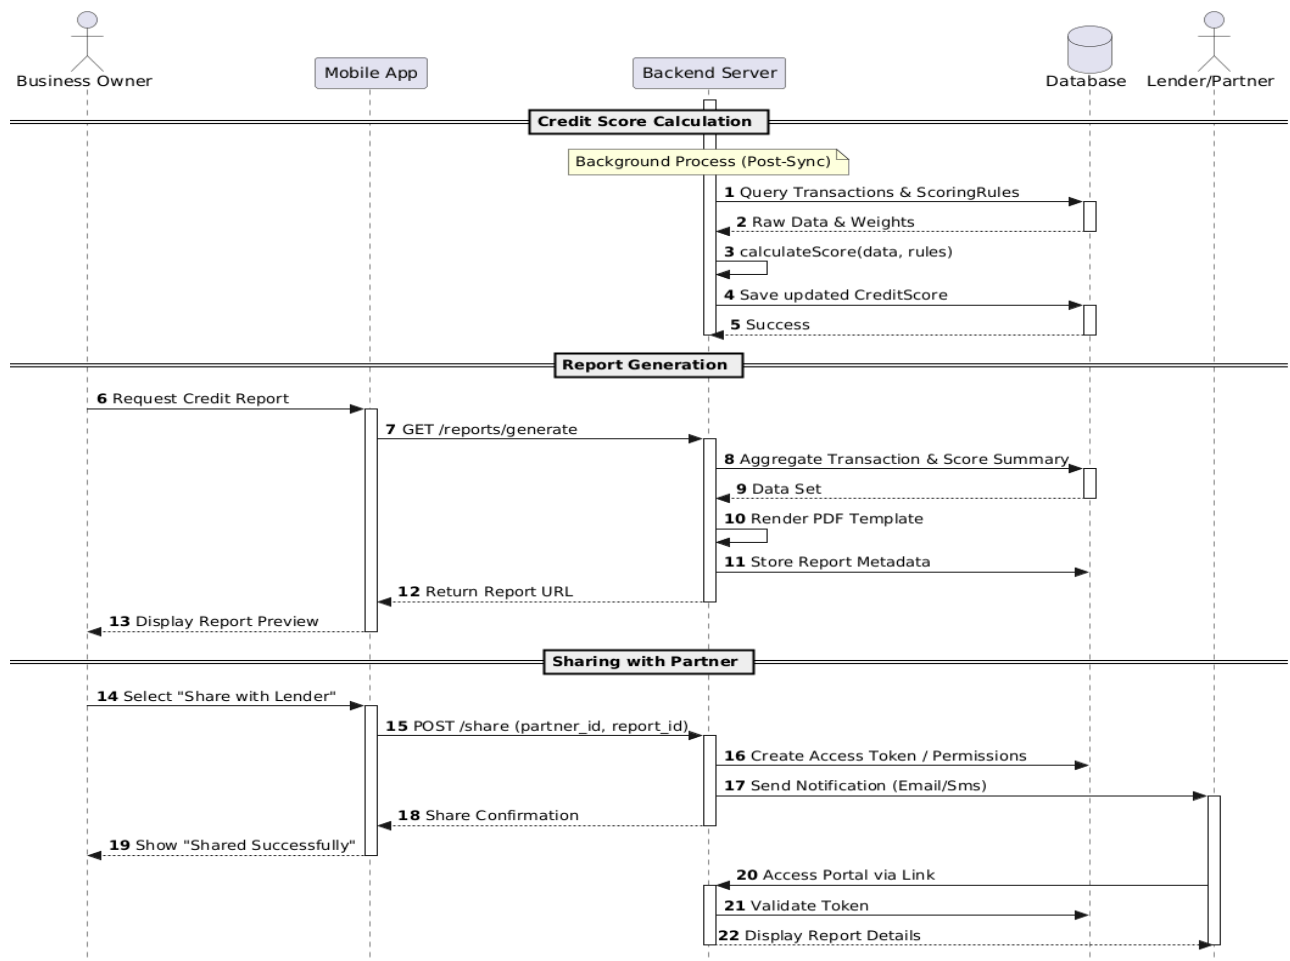 Business Owner
Mobile App
Backend Server
Database
Lender/Partner
Credit Score Calculation
Background Process (Post-Sync)
1 Query Transactions & ScoringRules
2 Raw Data & Weights
3 calculateScore(data, rules)
4 Save updated CreditScore
5 Success
Report Generation
6 Request Credit Report
7 GET /reports/generate
8 Aggregate Transaction & Score Summary
9 Data Set
10 Render PDF Template
11 Store Report Metadata
12 Return Report URL
13 Display Report Preview
Sharing with Partner
14 Select "Share with Lender"
15 POST /share (partner_id, report_id)
16 Create Access Token / Permissions
17 Send Notification (Email/Sms)
18 Share Confirmation
19 Show "Shared Successfully"
20 Access Portal via Link
21 Validate Token
22 Display Report Details